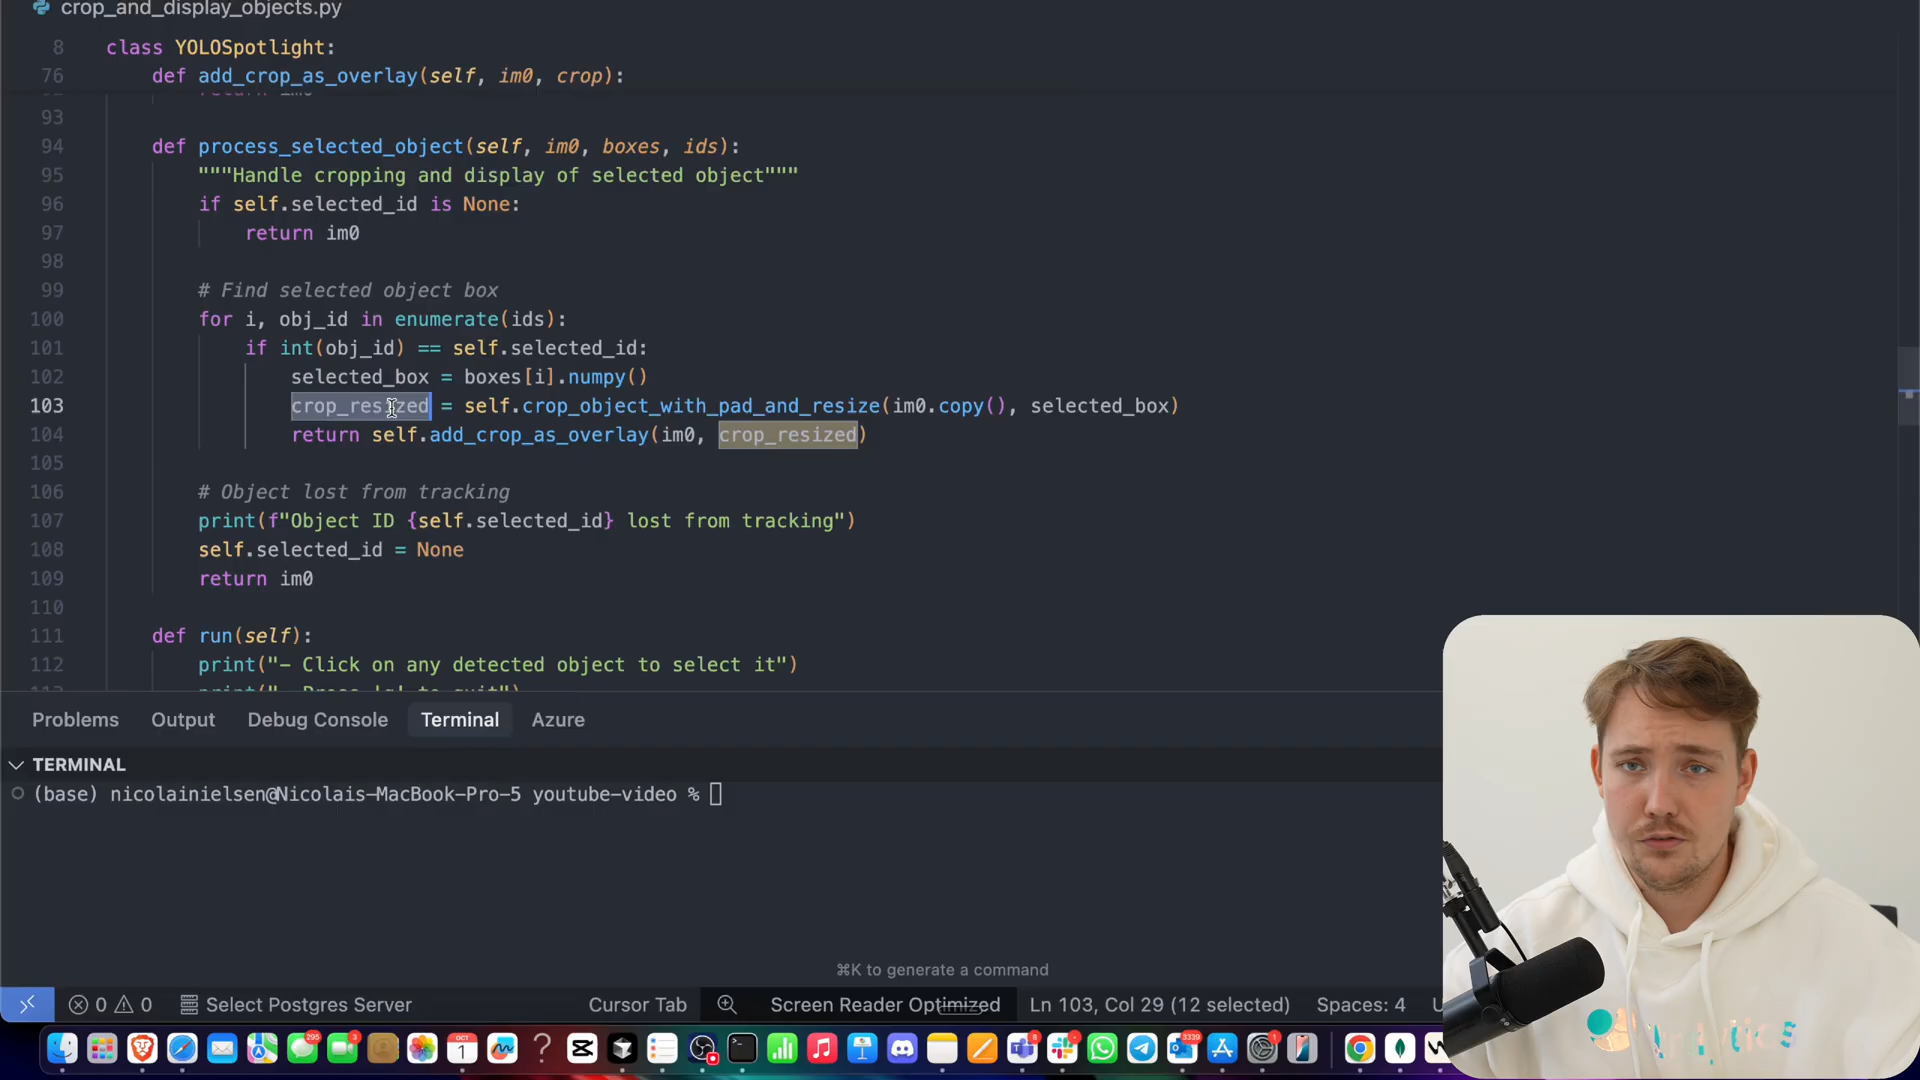 crop_and_display_objects.py
8 class YOLOSpotlight:
76 def add_crop_as_overlay(self, im0, crop):
93
94 def process_selected_object(self, im0, boxes, ids):
95 """Handle cropping and display of selected object"""
96 if self.selected_id is None:
97 return im0
98
99 # Find selected object box
100 for i, obj_id in enumerate(ids):
101 if int(obj_id) == self.selected_id:
102 selected_box = boxes[i].numpy()
103 crop_resized = self.crop_object_with_pad_and_resize(im0.copy(), selected_box)
104 return self.add_crop_as_overlay(im0, crop_resized)
105
106 # Object lost from tracking
107 print(f"Object ID {self.selected_id} lost from tracking")
108 self.selected_id = None
109 return im0
110
111 def run(self):
112 print("- Click on any detected object to select it")
Problems Output Debug Console Terminal Azure
TERMINAL
(base) nicolainielsen@Nicolais-MacBook-Pro-5 youtube-video %
⌘K to generate a command
0 0 Select Postgres Server Cursor Tab Screen Reader Optimized Ln 103, Col 29 (12 selected) Spaces: 4